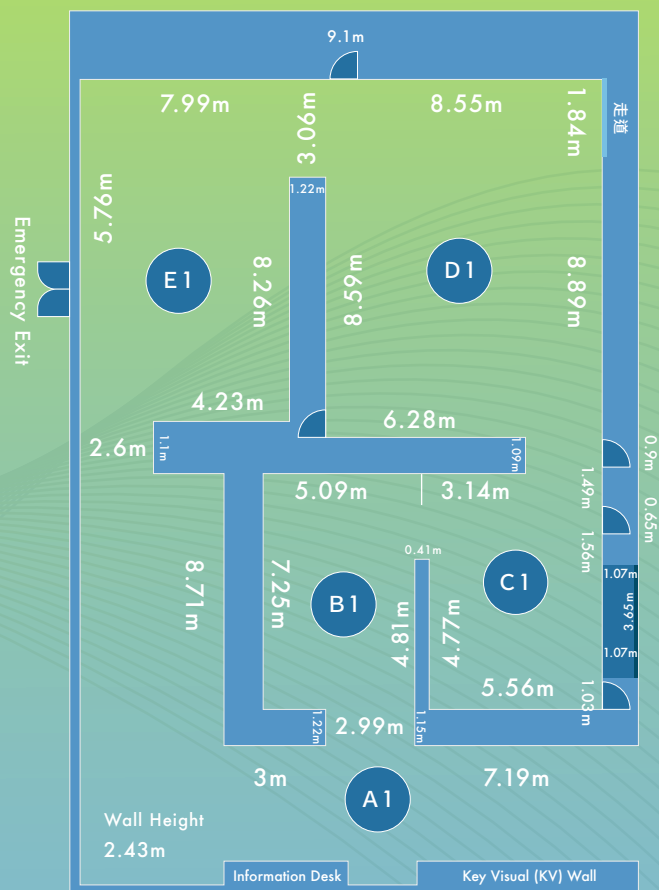 9.1m
7.99m
3.06m
8.55m
1.84m
走道
1.22m
5.76m
Emergency Exit
E1
8.26m
8.59m
D1
8.89m
4.23m
6.28m
2.6m
1.1m
1.09m
0.9m
5.09m
3.14m
1.49m
0.65m
0.41m
1.56m
8.71m
7.25m
B1
4.81m
4.77m
C1
1.07m
3.65m
1.07m
5.56m
1.03m
1.22m
2.99m
1.15m
3m
A1
7.19m
Wall Height
2.43m
Information Desk
Key Visual (KV) Wall